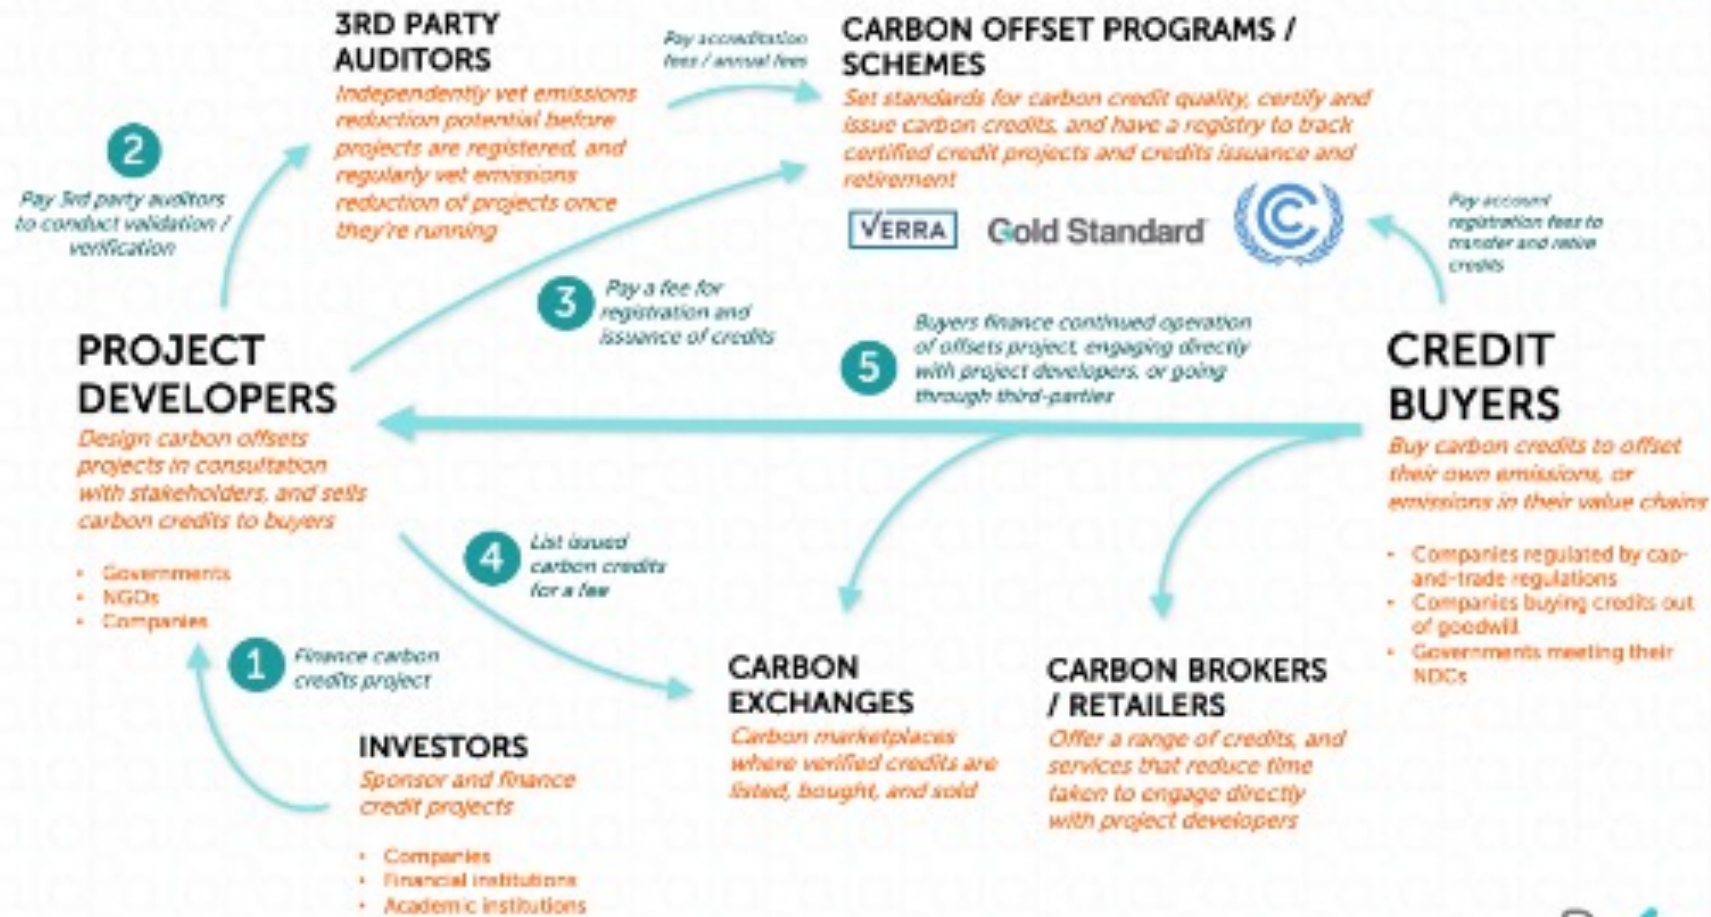 3RD PARTY
AUDITORS
Independently vet emissions
reduction potential before
projects are registered, and
regularly vet emissions
reduction of projects once
they're running
Pay accreditation
fees / annual fees
CARBON OFFSET PROGRAMS /
SCHEMES
Set standards for carbon credit quality, certify and
issue carbon credits, and have a registry to track
certified credit projects and credits issuance and
retirement
VERRA
Gold Standard
2
Pay 3rd party auditors
to conduct validation /
verification
Pay account
registration fees to
transfer and retire
credits
3
Pay a fee for
registration and
issuance of credits
5
Buyers finance continued operation
of offsets project, engaging directly
with project developers, or going
through third-parties
PROJECT
DEVELOPERS
Design carbon offsets
projects in consultation
with stakeholders, and sells
carbon credits to buyers
• Governments
• NGOs
• Companies
CREDIT
BUYERS
Buy carbon credits to offset
their own emissions, or
emissions in their value chains
• Companies regulated by cap-
and-trade regulations
• Companies buying credits out
of goodwill
• Governments meeting their
NDCs
4
List issued
carbon credits
for a fee
1
Finance carbon
credits project
INVESTORS
Sponsor and finance
credit projects
• Companies
• Financial institutions
• Academic institutions
CARBON
EXCHANGES
Carbon marketplaces
where verified credits are
listed, bought, and sold
CARBON BROKERS
/ RETAILERS
Offer a range of credits, and
services that reduce time
taken to engage directly
with project developers